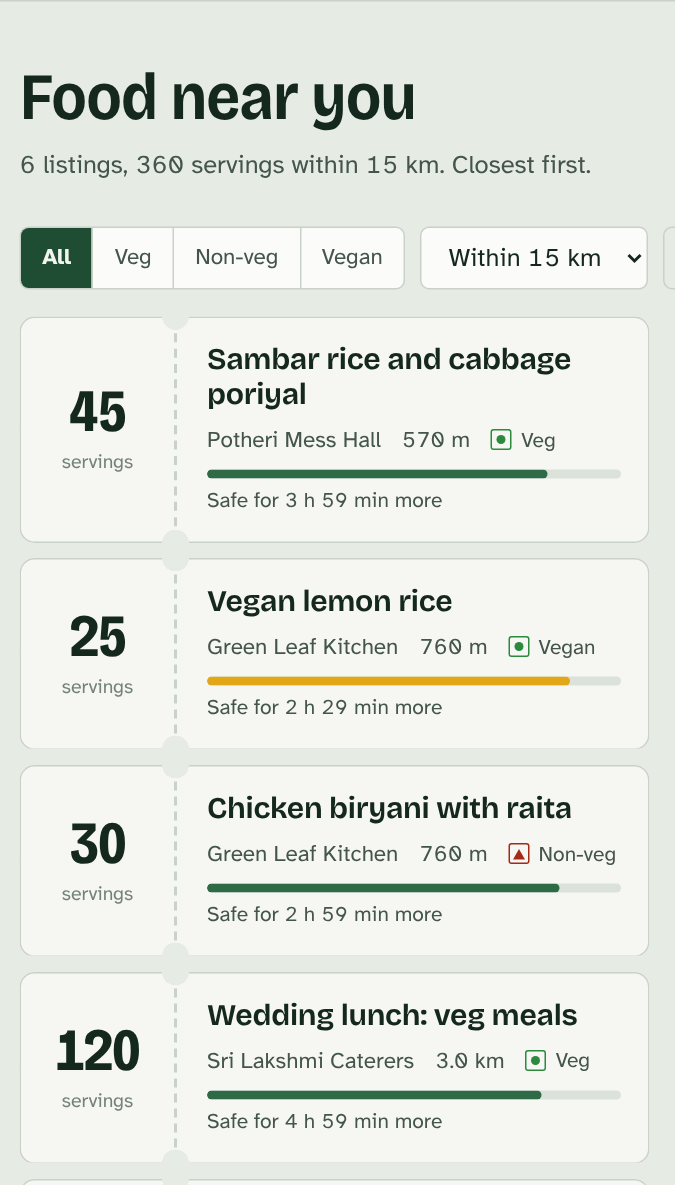 Food near you
6 listings, 360 servings within 15 km. Closest first.
All Veg Non-veg Vegan Within 15 km
45
servings
Sambar rice and cabbage
poriyal
Potheri Mess Hall 570 m Veg
Safe for 3 h 59 min more
25
servings
Vegan lemon rice
Green Leaf Kitchen 760 m Vegan
Safe for 2 h 29 min more
30
servings
Chicken biryani with raita
Green Leaf Kitchen 760 m Non-veg
Safe for 2 h 59 min more
120
servings
Wedding lunch: veg meals
Sri Lakshmi Caterers 3.0 km Veg
Safe for 4 h 59 min more